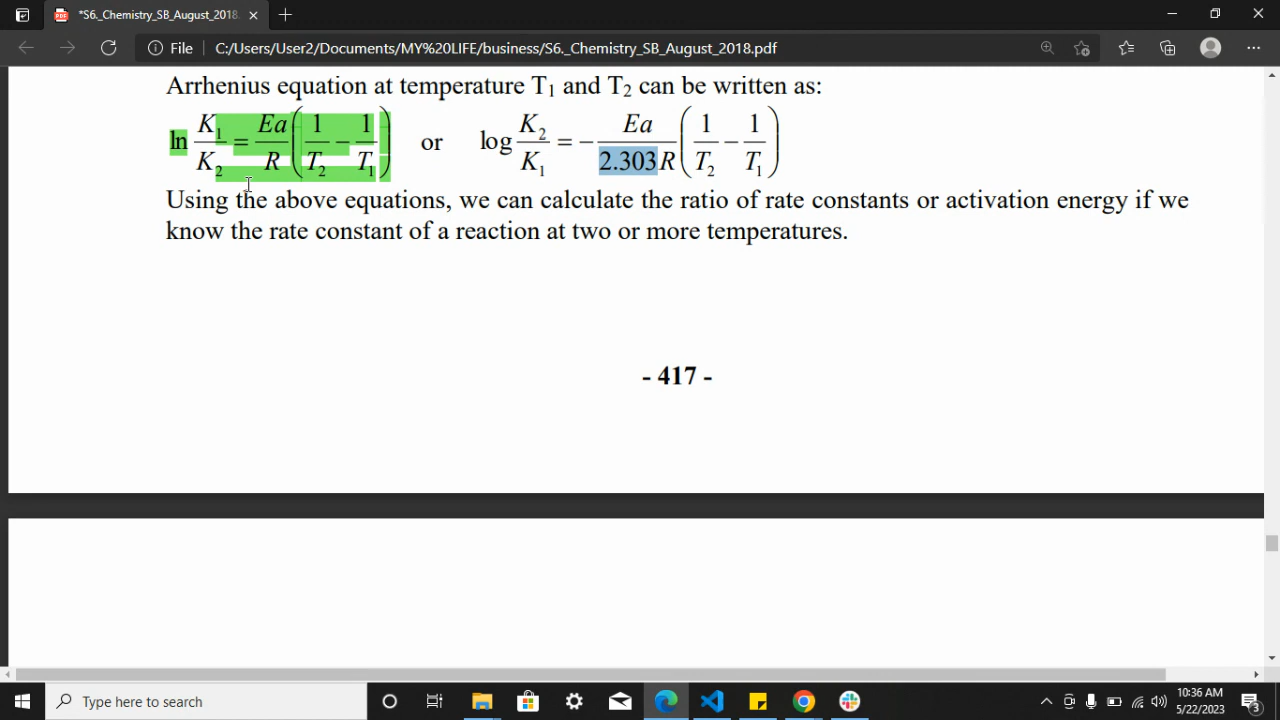 *S6._Chemistry_SB_August_2018.
File C:/Users/User2/Documents/MY%20LIFE/business/S6._Chemistry_SB_August_2018.pdf
Arrhenius equation at temperature T₁ and T₂ can be written as:
ln K₁/K₂ = Ea/R (1/T₂ − 1/T₁) or log K₂/K₁ = − Ea/2.303R (1/T₂ − 1/T₁)
Using the above equations, we can calculate the ratio of rate constants or activation energy if we
know the rate constant of a reaction at two or more temperatures.
- 417 -
Type here to search
10:36 AM
5/22/2023
3